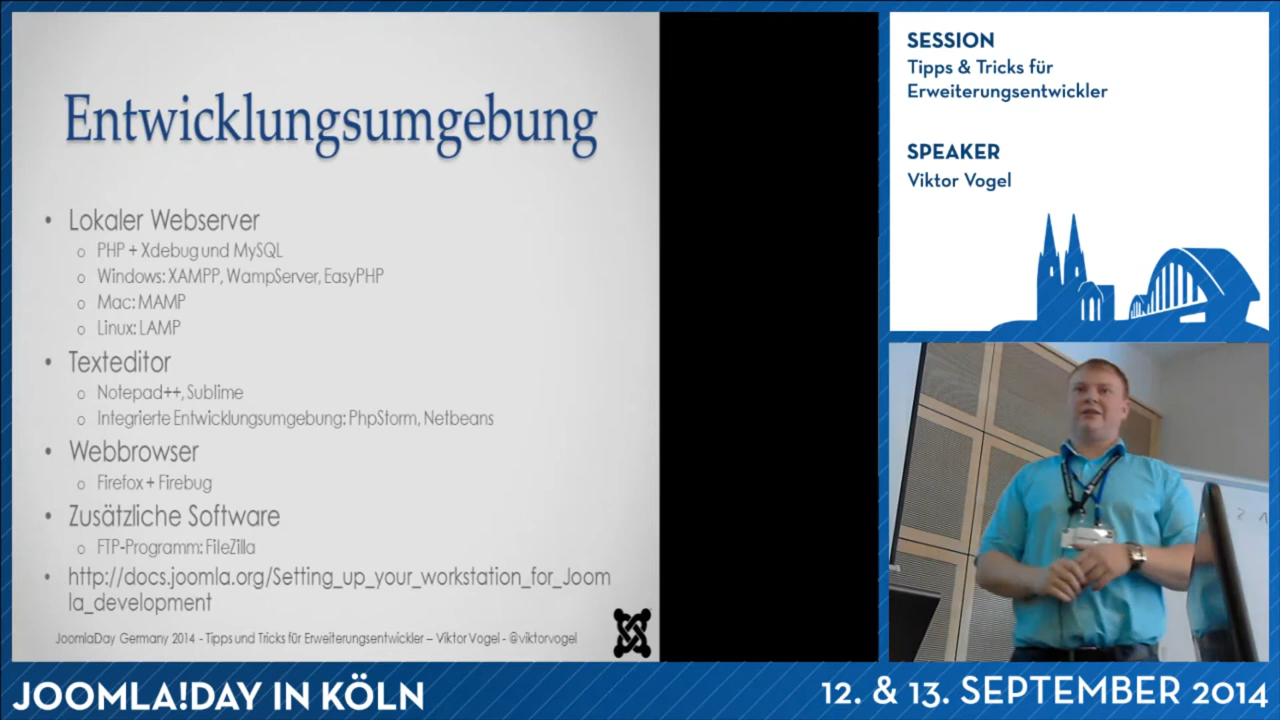 Entwicklungsumgebung
• Lokaler Webserver
o PHP + Xdebug und MySQL
o Windows: XAMPP, WampServer, EasyPHP
o Mac: MAMP
o Linux: LAMP
• Texteditor
o Notepad++, Sublime
o Integrierte Entwicklungsumgebung: PhpStorm, Netbeans
• Webbrowser
o Firefox + Firebug
• Zusätzliche Software
o FTP-Programm: FileZilla
• http://docs.joomla.org/Setting_up_your_workstation_for_Joom
la_development
JoomlaDay Germany 2014 - Tipps und Tricks für Erweiterungsentwickler – Viktor Vogel - @viktorvogel
SESSION
Tipps & Tricks für
Erweiterungsentwickler
SPEAKER
Viktor Vogel
JOOMLA!DAY IN KÖLN
12. & 13. SEPTEMBER 2014